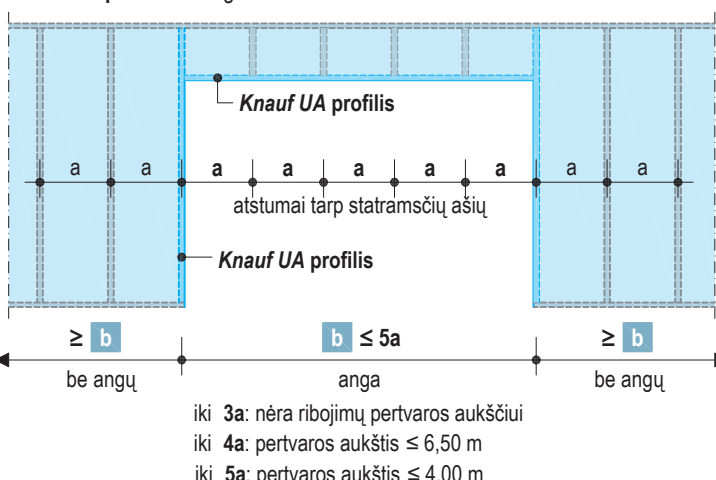 Knauf UA profilis
a a a a a a a a a
atstumai tarp statramsčių ašių
Knauf UA profilis
≥ b b ≤ 5a ≥ b
be angų anga be angų
iki 3a: nėra ribojimų pertvaros aukščiui
iki 4a: pertvaros aukštis ≤ 6,50 m
iki 5a: pertvaros aukštis ≤ 4,00 m